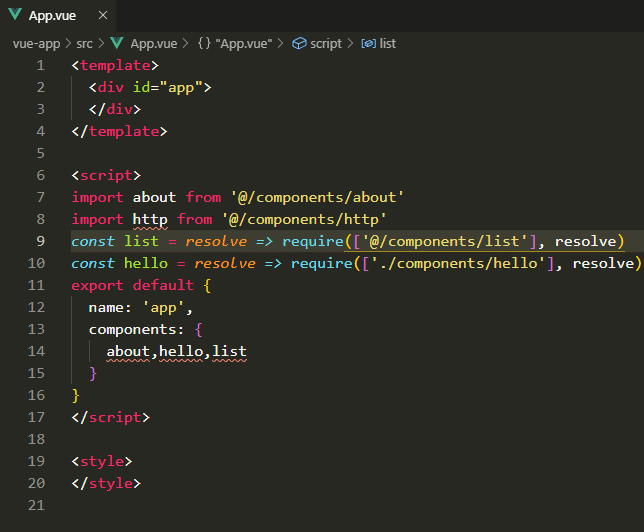 App.vue ×
vue-app > src > App.vue > {} "App.vue" > script > list
1 <template>
2 <div id="app">
3 </div>
4 </template>
5
6 <script>
7 import about from '@/components/about'
8 import http from '@/components/http'
9 const list = resolve => require(['@/components/list'], resolve)
10 const hello = resolve => require(['./components/hello'], resolve)
11 export default {
12 name: 'app',
13 components: {
14 about,hello,list
15 }
16 }
17 </script>
18
19 <style>
20 </style>
21